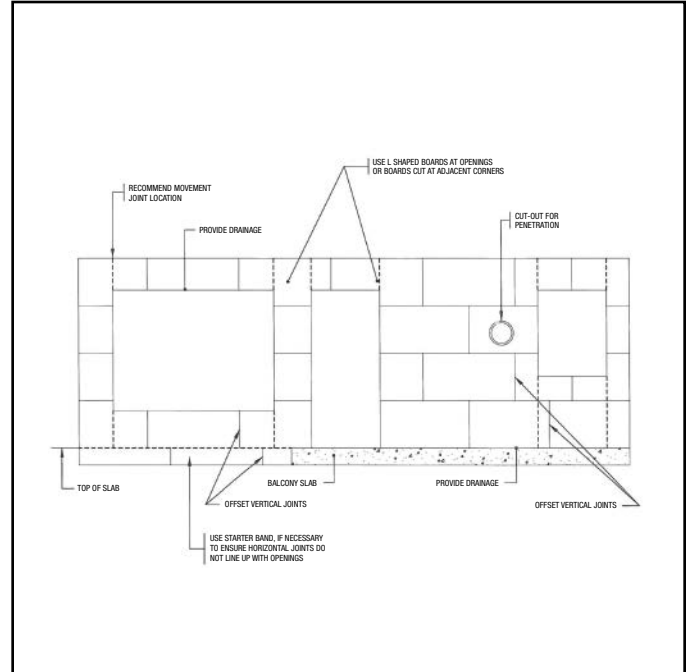 USE L SHAPED BOARDS AT OPENINGS
OR BOARDS CUT AT ADJACENT CORNERS
RECOMMEND MOVEMENT
JOINT LOCATION
CUT-OUT FOR
PENETRATION
PROVIDE DRAINAGE
TOP OF SLAB
BALCONY SLAB
PROVIDE DRAINAGE
OFFSET VERTICAL JOINTS
OFFSET VERTICAL JOINTS
USE STARTER BAND, IF NECESSARY
TO ENSURE HORIZONTAL JOINTS DO
NOT LINE UP WITH OPENINGS